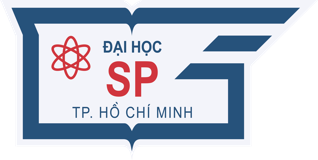 ĐẠI HỌC
SP
TP. HỒ CHÍ MINH